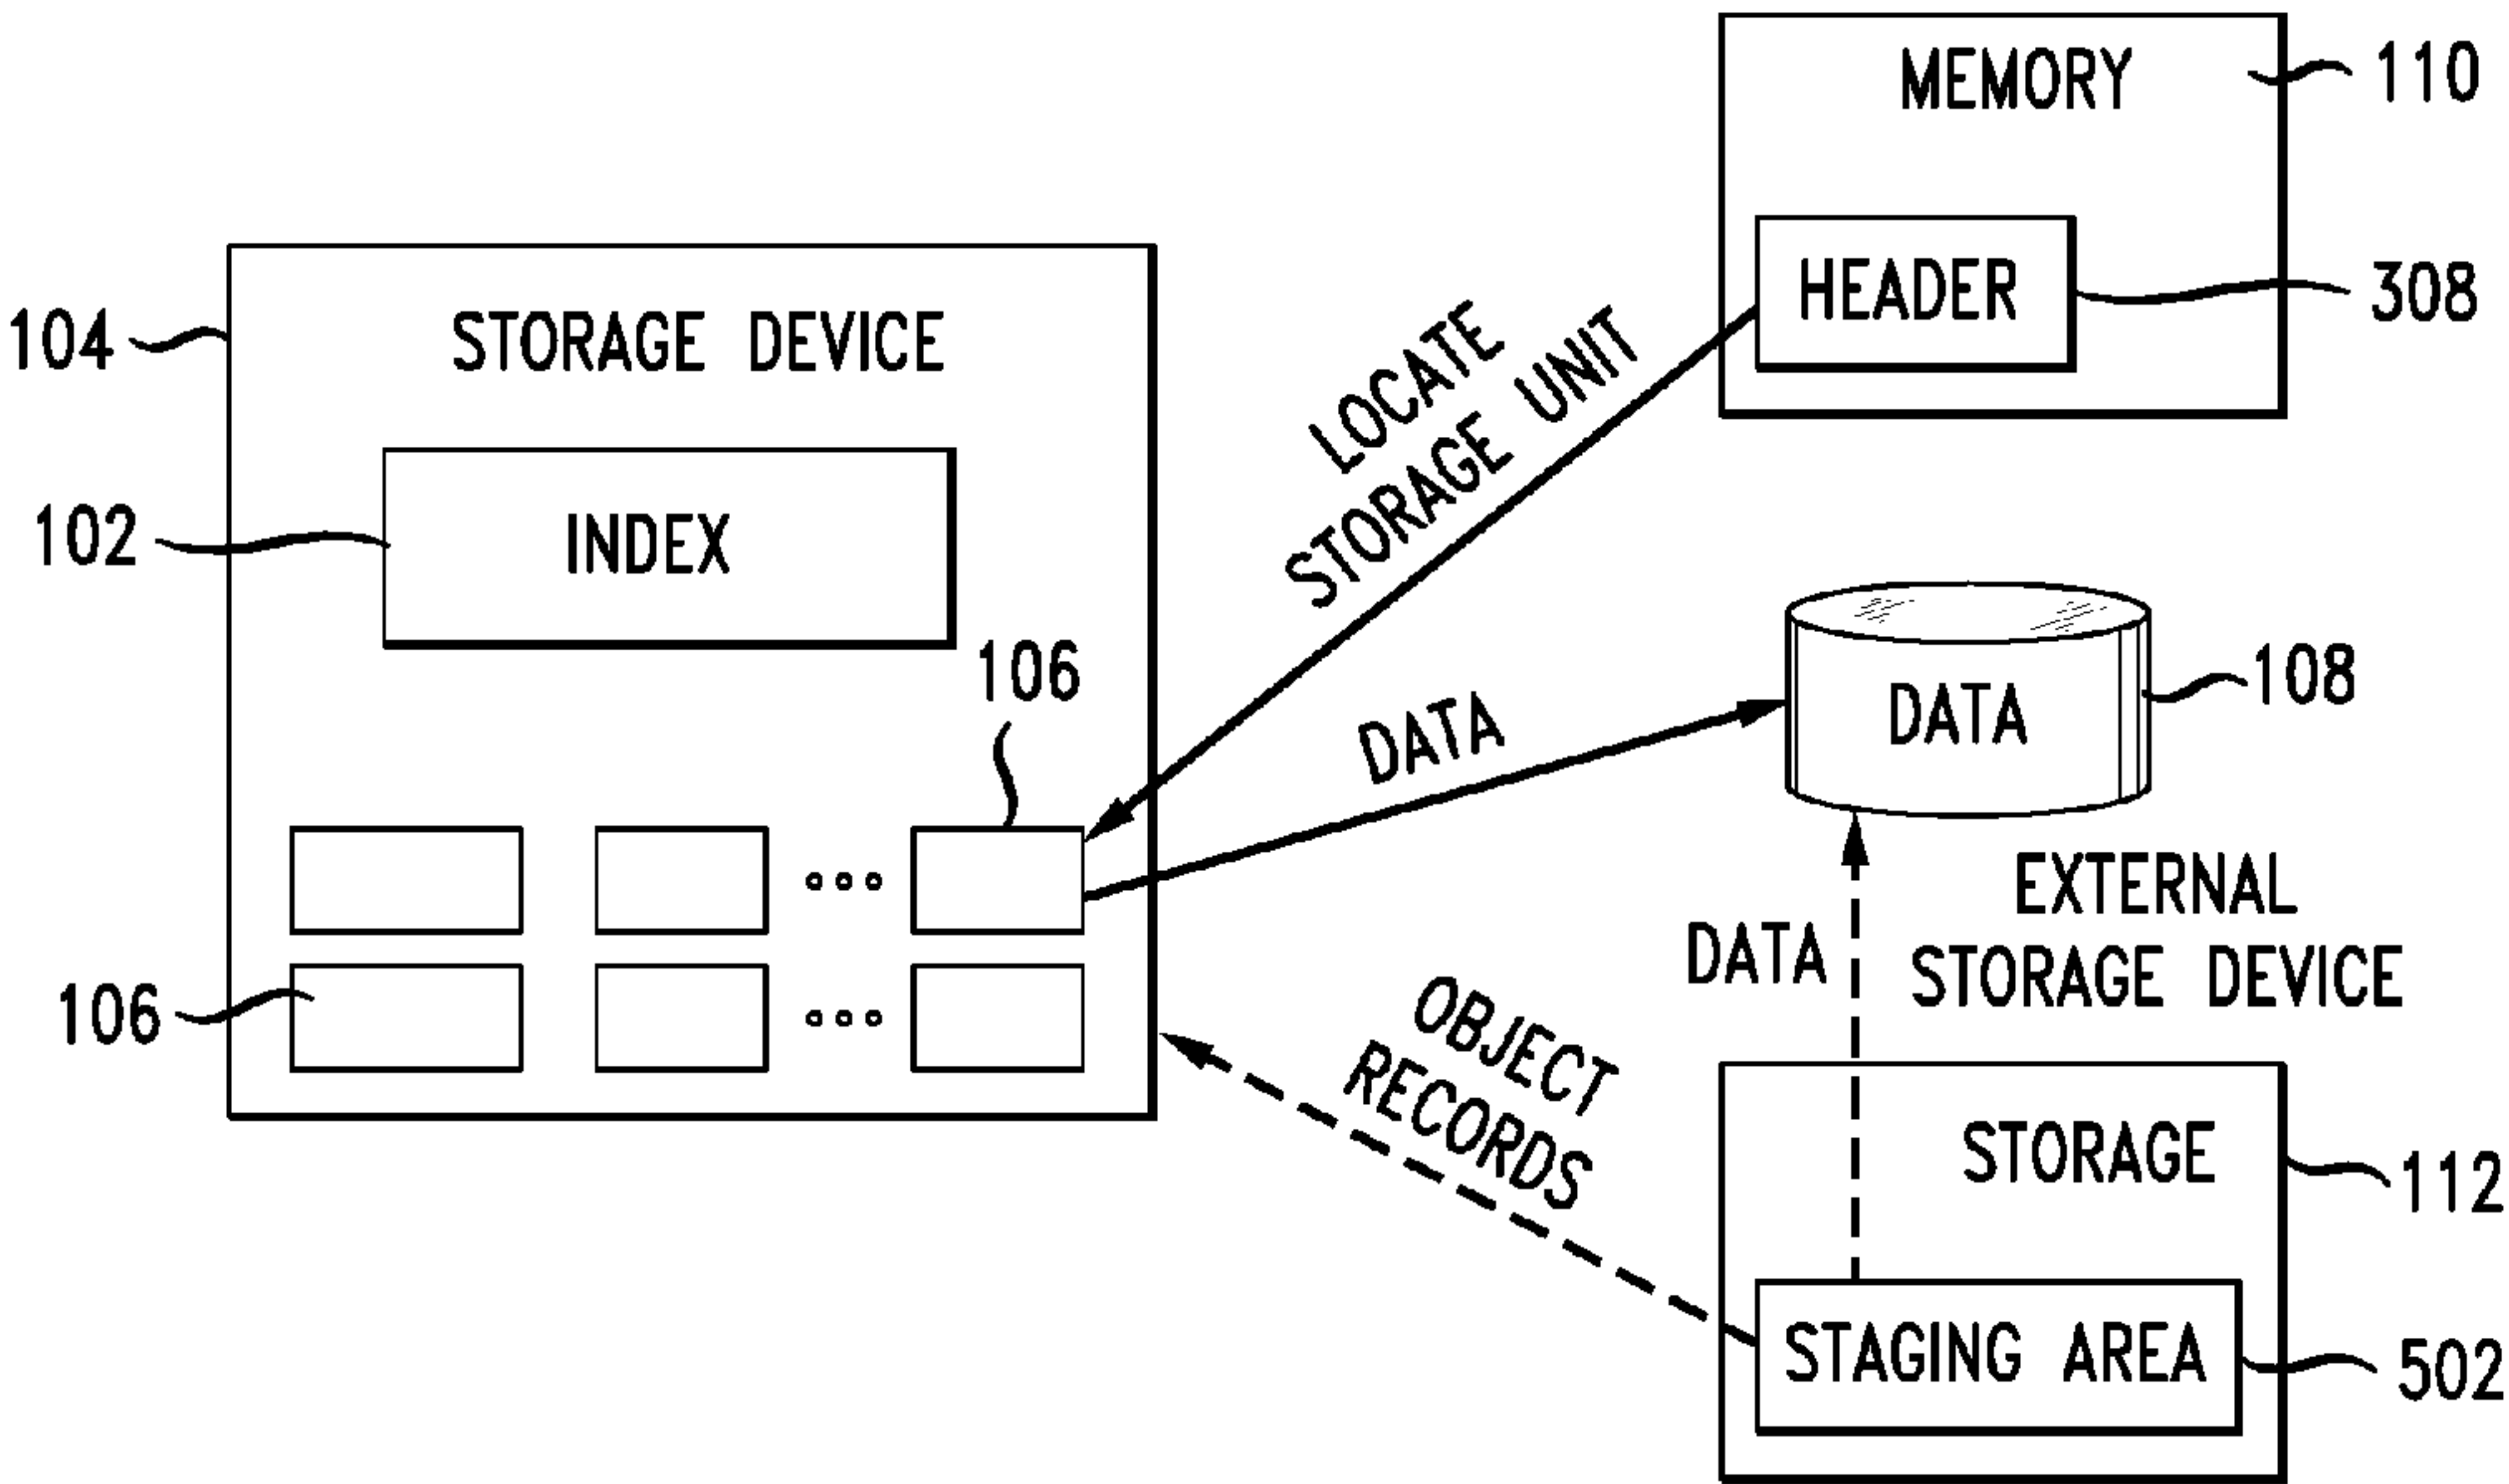 MEMORY
110
HEADER
308
104
STORAGE DEVICE
LOCATE
STORAGE UNIT
102
INDEX
106
DATA
DATA
108
EXTERNAL
STORAGE DEVICE
DATA
106
OBJECT
RECORDS
STORAGE
112
STAGING AREA
502